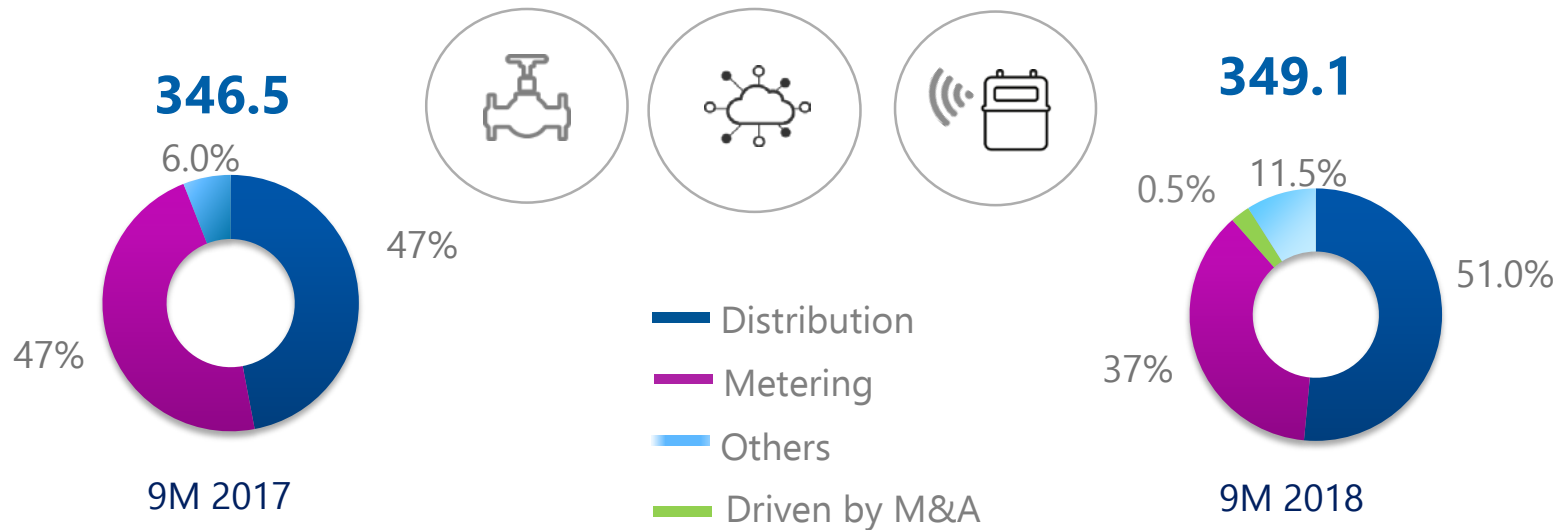 346.5
6.0%
47%
47%
9M 2017
Distribution
Metering
Others
Driven by M&A
349.1
0.5%
11.5%
51.0%
37%
9M 2018